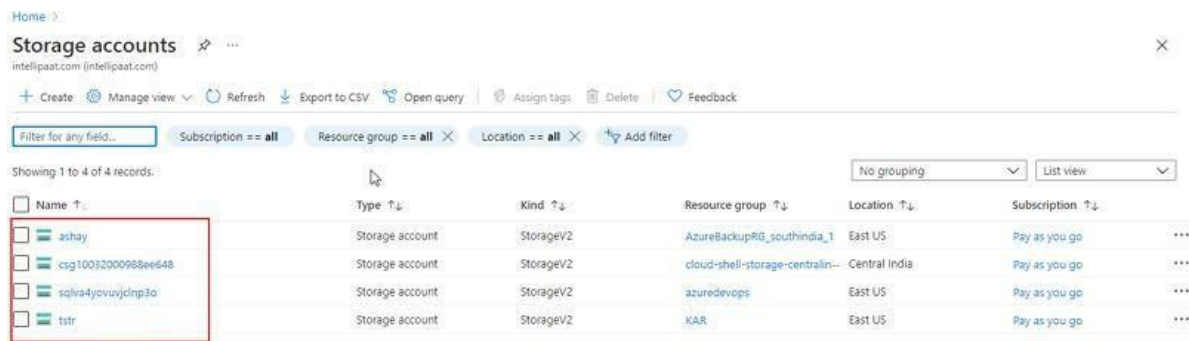 Home >
Storage accounts ...
intellipaat.com (intellipaat.com)
+ Create Manage view Refresh Export to CSV Open query Assign tags Delete Feedback
Filter for any field... Subscription == all Resource group == all × Location == all × Add filter
Showing 1 to 4 of 4 records. No grouping List view
Name ↑ Type ↑↓ Kind ↑↓ Resource group ↑↓ Location ↑↓ Subscription ↑↓
ashay Storage account StorageV2 AzureBackupRG_southindia_1 East US Pay as you go ...
csg10032000988ee648 Storage account StorageV2 cloud-shell-storage-centralin... Central India Pay as you go ...
Storage account StorageV2 azuredevops East US Pay as you go ...
tstr Storage account StorageV2 KAR East US Pay as you go ...